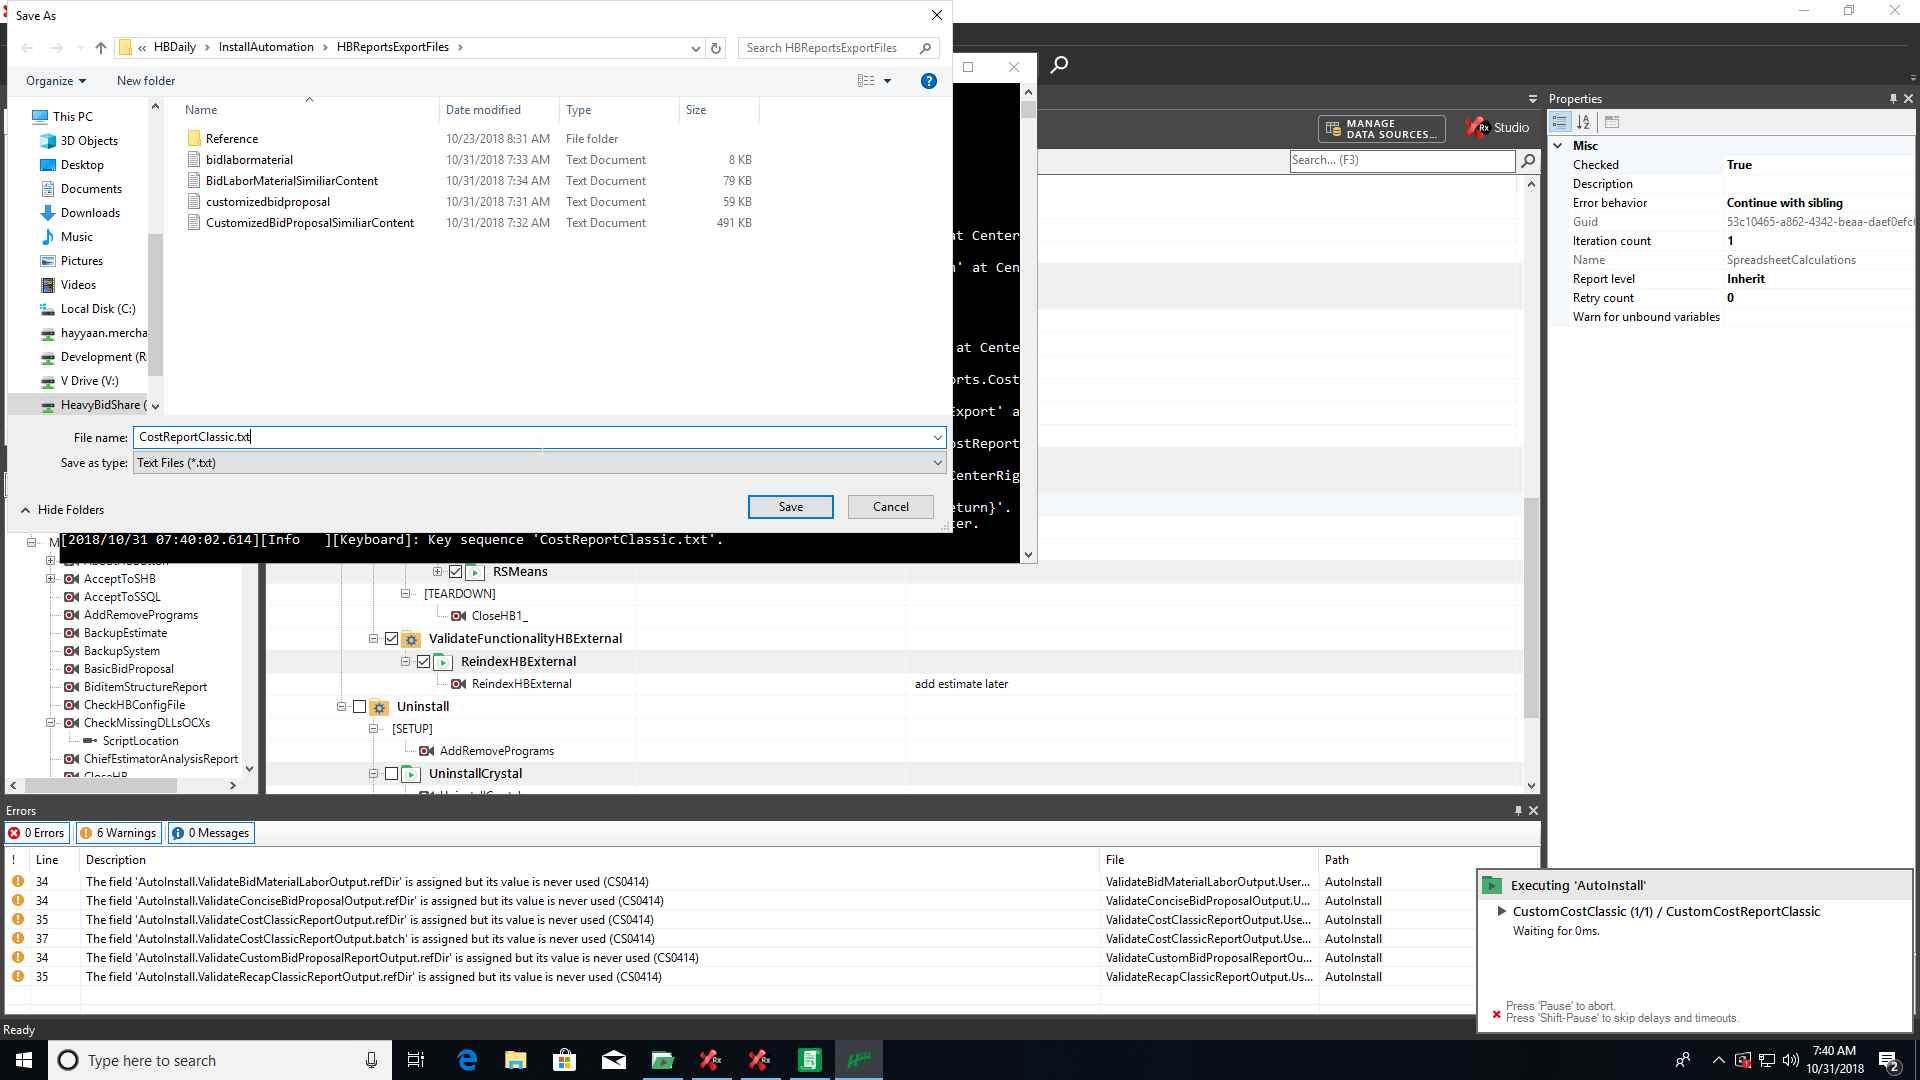 Save As
« HBDaily › InstallAutomation › HBReportsExportFiles ›
Search HBReportsExportFiles
Organize
New folder
Name Date modified Type Size
Reference 10/23/2018 8:31 AM File folder
bidlabormaterial 10/31/2018 7:33 AM Text Document 8 KB
BidLaborMaterialSimiliarContent 10/31/2018 7:34 AM Text Document 79 KB
customizedbidproposal 10/31/2018 7:31 AM Text Document 59 KB
CustomizedBidProposalSimiliarContent 10/31/2018 7:32 AM Text Document 491 KB
This PC
3D Objects
Desktop
Documents
Downloads
Music
Pictures
Videos
Local Disk (C:)
hayyaan.mercha
Development (R
V Drive (V:)
HeavyBidShare (
File name: CostReportClassic.txt
Save as type: Text Files (*.txt)
Hide Folders
Save
Cancel
at Center
n' at Cen
at Cente
orts.Cost
Export' a
ostReport
CenterRig
eturn}'.
ter.
[2018/10/31 07:40:02.614][Info ][Keyboard]: Key sequence 'CostReportClassic.txt'.
MANAGE
DATA SOURCES...
Rx Studio
Search... (F3)
Properties
Misc
Checked True
Description
Error behavior Continue with sibling
Guid 53c10465-a862-4342-beaa-daef0efc
Iteration count 1
Name SpreadsheetCalculations
Report level Inherit
Retry count 0
Warn for unbound variables
M
AcceptToSHB
AcceptToSSQL
AddRemovePrograms
BackupEstimate
BackupSystem
BasicBidProposal
BiditemStructureReport
CheckHBConfigFile
CheckMissingDLLsOCXs
ScriptLocation
ChiefEstimatorAnalysisReport
CloseHB
RSMeans
[TEARDOWN]
CloseHB1_
ValidateFunctionalityHBExternal
ReindexHBExternal
ReindexHBExternal add estimate later
Uninstall
[SETUP]
AddRemovePrograms
UninstallCrystal
Errors
0 Errors
6 Warnings
0 Messages
! Line Description File Path
34 The field 'AutoInstall.ValidateBidMaterialLaborOutput.refDir' is assigned but its value is never used (CS0414) ValidateBidMaterialLaborOutput.User... AutoInstall
34 The field 'AutoInstall.ValidateConciseBidProposalOutput.refDir' is assigned but its value is never used (CS0414) ValidateConciseBidProposalOutput.U... AutoInstall
35 The field 'AutoInstall.ValidateCostClassicReportOutput.refDir' is assigned but its value is never used (CS0414) ValidateCostClassicReportOutput.Use... AutoInstall
37 The field 'AutoInstall.ValidateCostClassicReportOutput.batch' is assigned but its value is never used (CS0414) ValidateCostClassicReportOutput.Use... AutoInstall
34 The field 'AutoInstall.ValidateCustomBidProposalReportOutput.refDir' is assigned but its value is never used (CS0414) ValidateCustomBidProposalReportOu... AutoInstall
35 The field 'AutoInstall.ValidateRecapClassicReportOutput.refDir' is assigned but its value is never used (CS0414) ValidateRecapClassicReportOutput.Us... AutoInstall
Executing 'AutoInstall'
CustomCostClassic (1/1) / CustomCostReportClassic
Waiting for 0ms.
Press 'Pause' to abort.
Press 'Shift-Pause' to skip delays and timeouts.
Ready
Type here to search
7:40 AM
10/31/2018
2